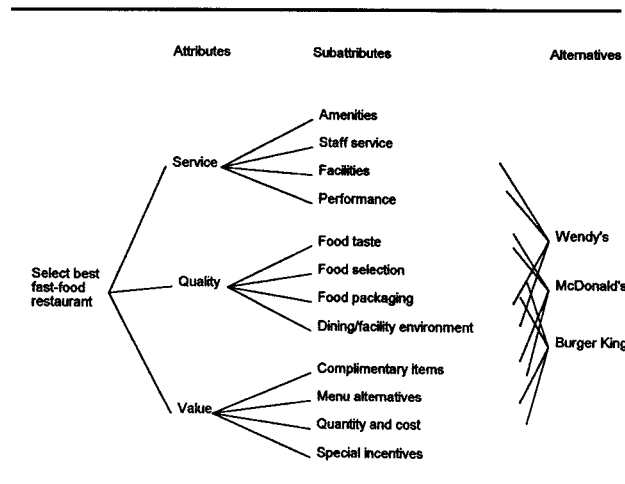 Attributes
Subattributes
Alternatives
Amenities
Staff service
Service
Facilities
Performance
Food taste
Wendy's
Select best
fast-food
restaurant
Quality
Food selection
Food packaging
McDonald's
Dining/facility environment
Burger King
Complimentary items
Menu alternatives
Value
Quantity and cost
Special incentives